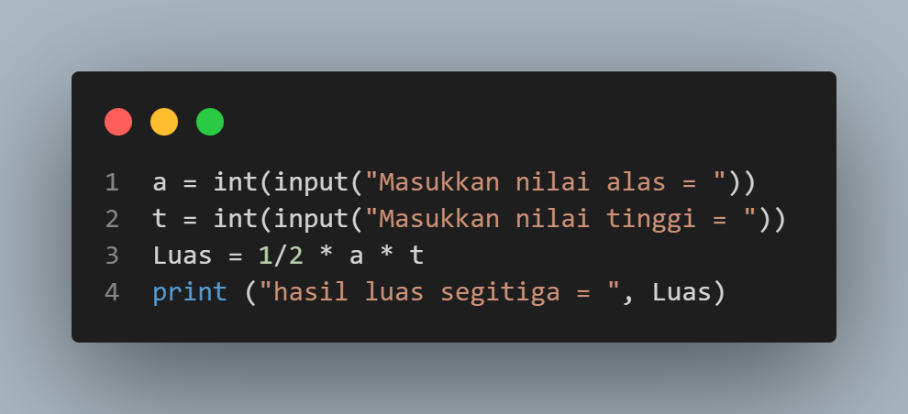 1 a = int(input("Masukkan nilai alas = "))
2 t = int(input("Masukkan nilai tinggi = "))
3 Luas = 1/2 * a * t
4 print ("hasil luas segitiga = ", Luas)